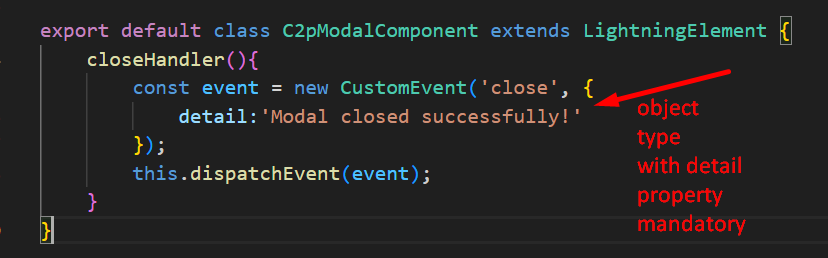 export default class C2pModalComponent extends LightningElement {
closeHandler(){
const event = new CustomEvent('close', {
detail:'Modal closed successfully!'
});
this.dispatchEvent(event);
}
}
object
type
with detail
property
mandatory